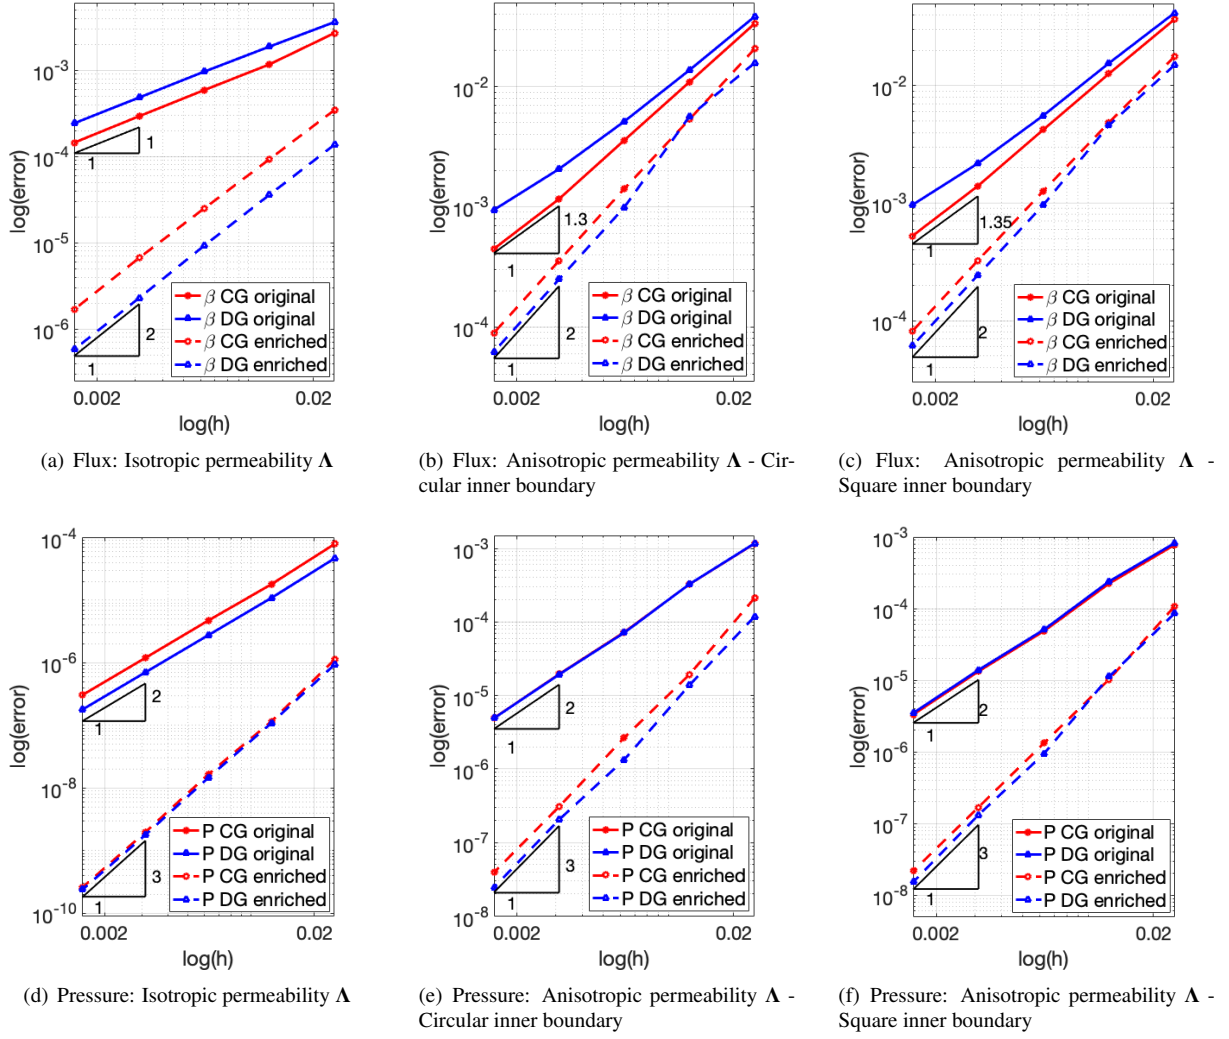 10^-3
10^-4
10^-5
10^-6
log(error)
1
1
2
1
β CG original
β DG original
β CG enriched
β DG enriched
0.002
0.02
log(h)
(a) Flux: Isotropic permeability Λ
10^-2
10^-3
10^-4
log(error)
1.3
1
2
1
β CG original
β DG original
β CG enriched
β DG enriched
0.002
0.02
log(h)
(b) Flux: Anisotropic permeability Λ - Cir-
cular inner boundary
10^-2
10^-3
10^-4
log(error)
1.35
1
2
1
β CG original
β DG original
β CG enriched
β DG enriched
0.002
0.02
log(h)
(c) Flux: Anisotropic permeability Λ -
Square inner boundary
10^-4
10^-6
10^-8
10^-10
log(error)
2
1
3
1
P CG original
P DG original
P CG enriched
P DG enriched
0.002
0.02
log(h)
(d) Pressure: Isotropic permeability Λ
10^-3
10^-4
10^-5
10^-6
10^-7
10^-8
log(error)
2
1
3
1
P CG original
P DG original
P CG enriched
P DG enriched
0.002
0.02
log(h)
(e) Pressure: Anisotropic permeability Λ -
Circular inner boundary
10^-3
10^-4
10^-5
10^-6
10^-7
10^-8
log(error)
2
1
3
1
P CG original
P DG original
P CG enriched
P DG enriched
0.002
0.02
log(h)
(f) Pressure: Anisotropic permeability Λ -
Square inner boundary